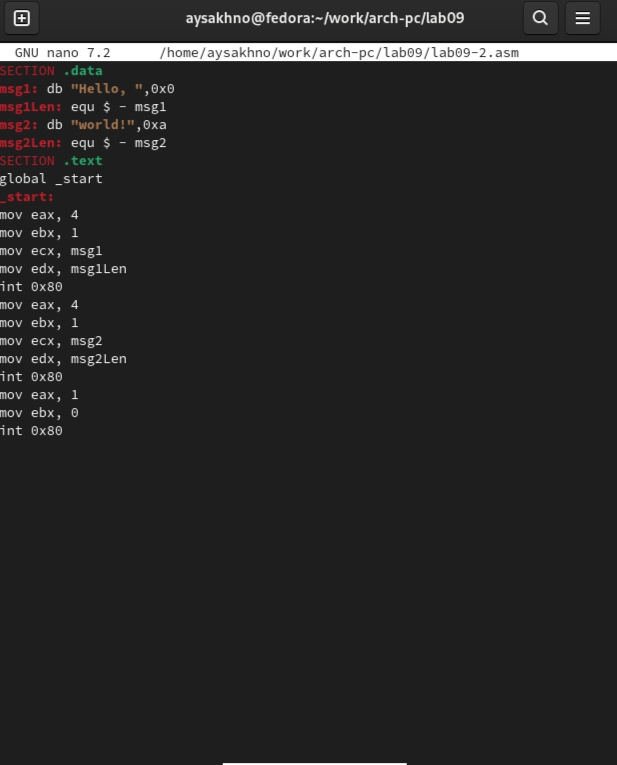 aysakhno@fedora:~/work/arch-pc/lab09
GNU nano 7.2 /home/aysakhno/work/arch-pc/lab09/lab09-2.asm
SECTION .data
msg1: db "Hello, ",0x0
msg1Len: equ $ - msg1
msg2: db "world!",0xa
msg2Len: equ $ - msg2
SECTION .text
global _start
_start:
mov eax, 4
mov ebx, 1
mov ecx, msg1
mov edx, msg1Len
int 0x80
mov eax, 4
mov ebx, 1
mov ecx, msg2
mov edx, msg2Len
int 0x80
mov eax, 1
mov ebx, 0
int 0x80